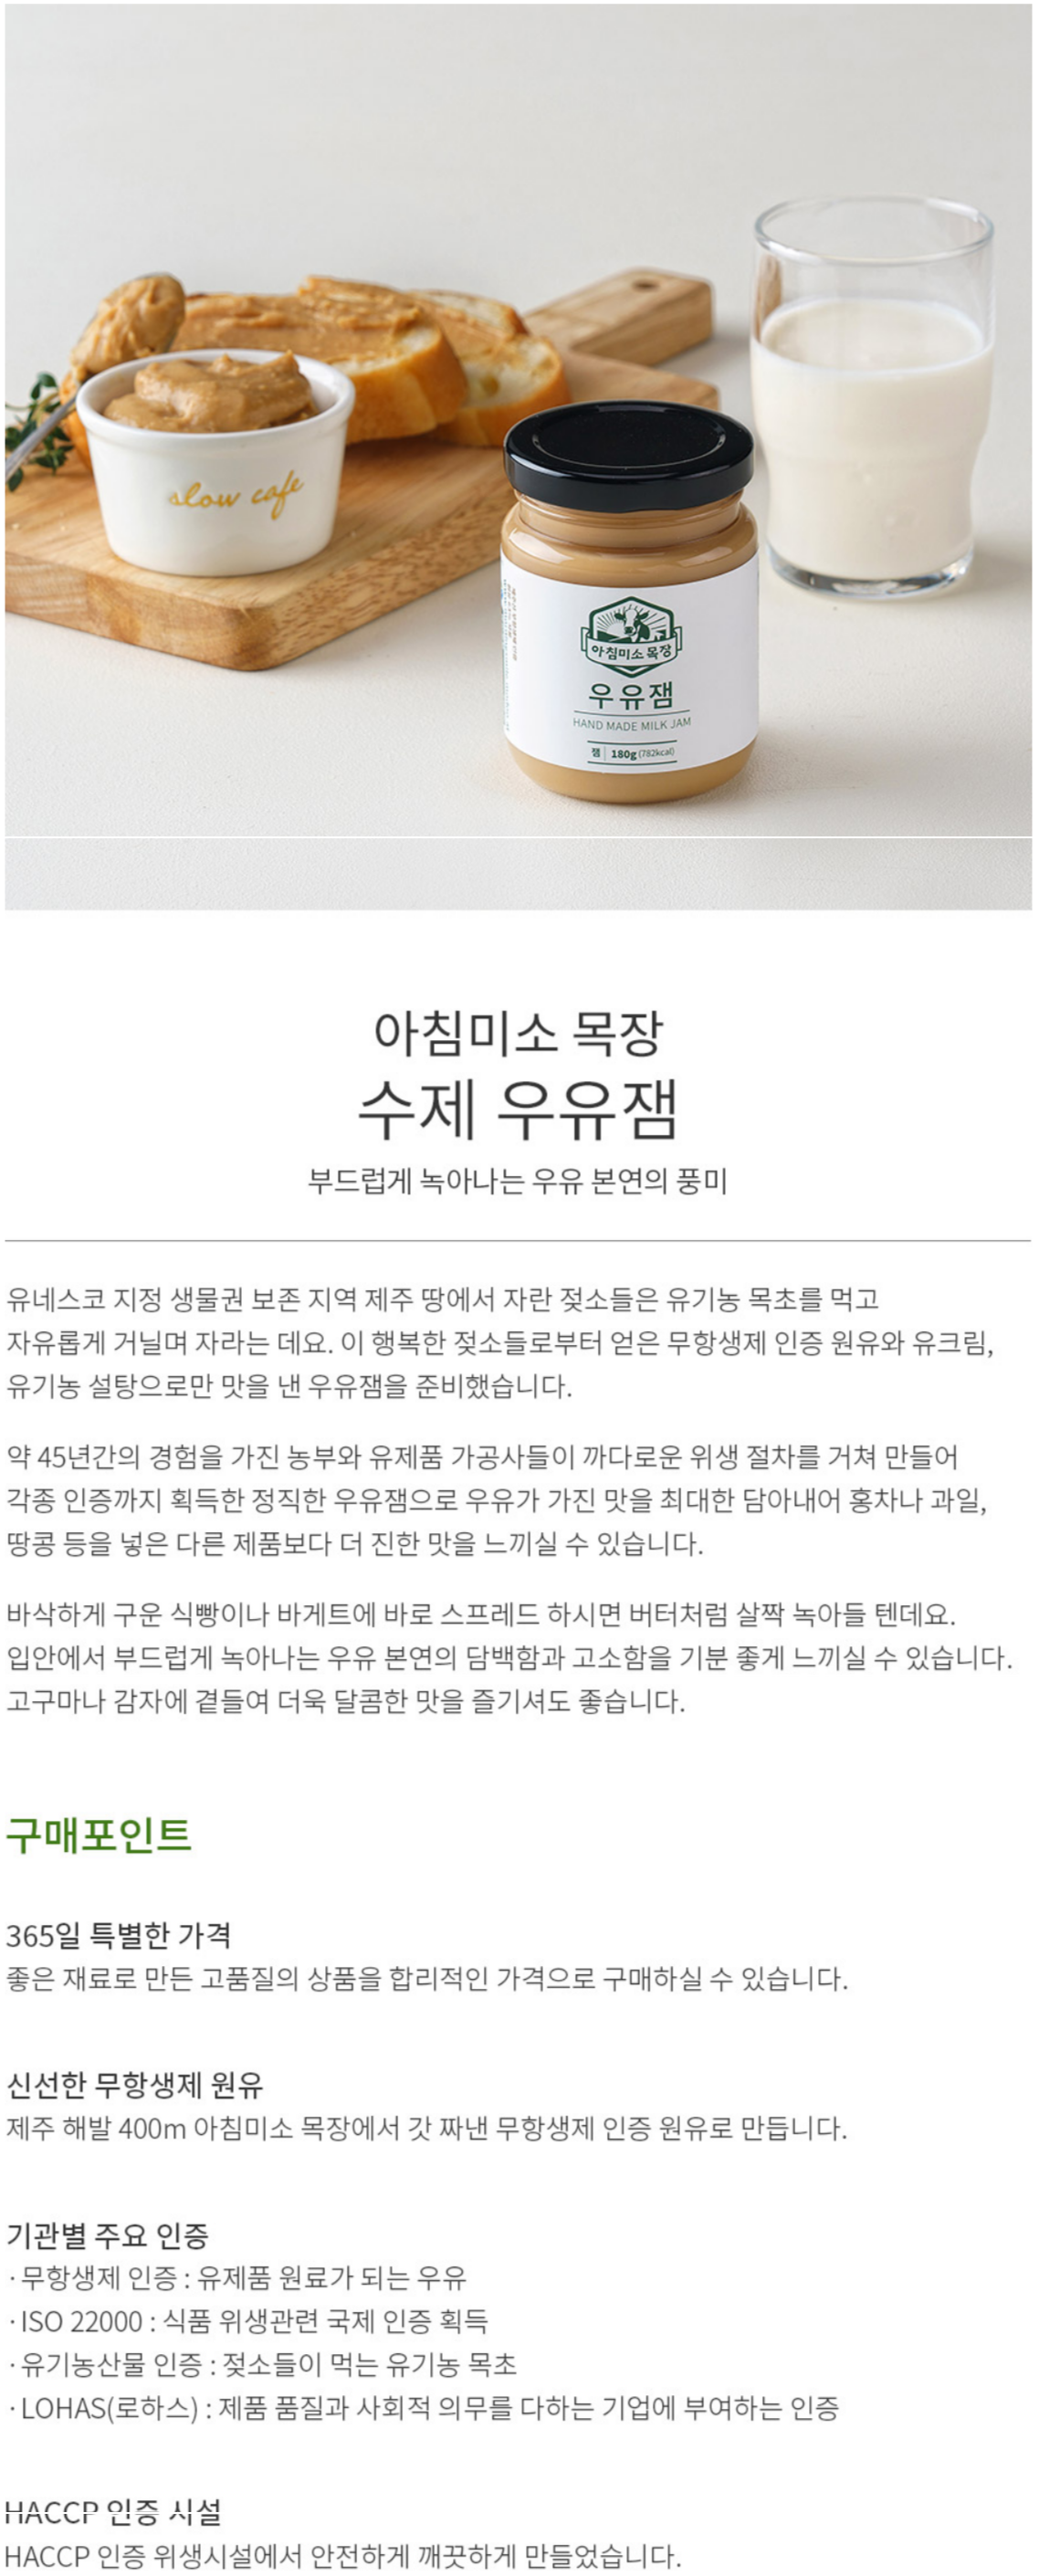 slow cafe
아침미소 목장
우유잼
HAND MADE MILK JAM
잼 180g (782kcal)
아침미소 목장
수제 우유잼
부드럽게 녹아나는 우유 본연의 풍미
유네스코 지정 생물권 보존 지역 제주 땅에서 자란 젖소들은 유기농 목초를 먹고
자유롭게 거닐며 자라는 데요. 이 행복한 젖소들로부터 얻은 무항생제 인증 원유와 유크림,
유기농 설탕으로만 맛을 낸 우유잼을 준비했습니다.
약 45년간의 경험을 가진 농부와 유제품 가공사들이 까다로운 위생 절차를 거쳐 만들어
각종 인증까지 획득한 정직한 우유잼으로 우유가 가진 맛을 최대한 담아내어 홍차나 과일,
땅콩 등을 넣은 다른 제품보다 더 진한 맛을 느끼실 수 있습니다.
바삭하게 구운 식빵이나 바게트에 바로 스프레드 하시면 버터처럼 살짝 녹아들 텐데요.
입안에서 부드럽게 녹아나는 우유 본연의 담백함과 고소함을 기분 좋게 느끼실 수 있습니다.
고구마나 감자에 곁들여 더욱 달콤한 맛을 즐기셔도 좋습니다.
구매포인트
365일 특별한 가격
좋은 재료로 만든 고품질의 상품을 합리적인 가격으로 구매하실 수 있습니다.
신선한 무항생제 원유
제주 해발 400m 아침미소 목장에서 갓 짜낸 무항생제 인증 원유로 만듭니다.
기관별 주요 인증
· 무항생제 인증 : 유제품 원료가 되는 우유
· ISO 22000 : 식품 위생관련 국제 인증 획득
· 유기농산물 인증 : 젖소들이 먹는 유기농 목초
· LOHAS(로하스) : 제품 품질과 사회적 의무를 다하는 기업에 부여하는 인증
HACCP 인증 시설
HACCP 인증 위생시설에서 안전하게 깨끗하게 만들었습니다.